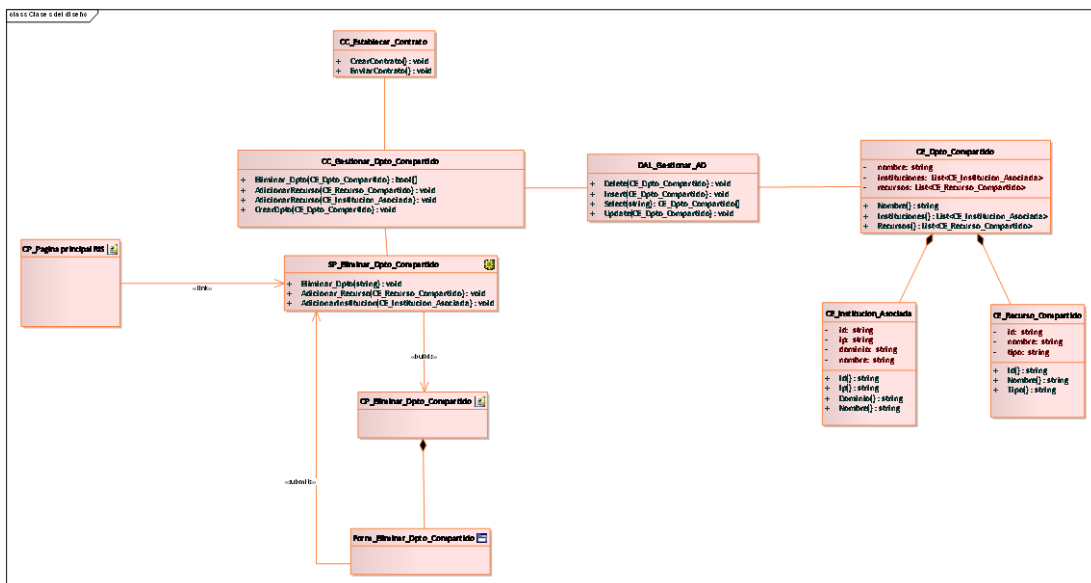 class Clases del diseño
CC_Establecer_Contrato
+ CrearContrato() : void
+ EnviarContrato() : void
CC_Gestionar_Dpto_Compartido
+ Eliminar_Dpto(CE_Dpto_Compartido) : bool[]
+ AdicionarRecurso(CE_Recurso_Compartido) : void
+ AdicionarRecurso(CE_Institucion_Asociada) : void
+ CrearDpto(CE_Dpto_Compartido) : void
DAL_Gestionar_AD
+ Delete(CE_Dpto_Compartido) : void
+ Insert(CE_Dpto_Compartido) : void
+ Select(string) : CE_Dpto_Compartido[]
+ Update(CE_Dpto_Compartido) : void
CE_Dpto_Compartido
- nombre: string
- instituciones: List<CE_Institucion_Asociada>
- recursos: List<CE_Recurso_Compartido>
+ Nombre() : string
+ Instituciones() : List<CE_Institucion_Asociada>
+ Recursos() : List<CE_Recurso_Compartido>
CP_Pagina principal RIS
«link»
SP_Eliminar_Dpto_Compartido
+ Eliminar_Dpto(string) : void
+ Adicionar_Recurso(CE_Recurso_Compartido) : void
+ AdicionarInstitucion(CE_Institucion_Asociada) : void
CE_Institucion_Asociada
- id: string
- ip: string
- dominio: string
- nombre: string
+ Id() : string
+ Ip() : string
+ Dominio() : string
+ Nombre() : string
CE_Recurso_Compartido
- id: string
- nombre: string
- tipo: string
+ Id() : string
+ Nombre() : string
+ Tipo() : string
«builds»
CP_Eliminar_Dpto_Compartido
«submits»
Form_Eliminar_Dpto_Compartido